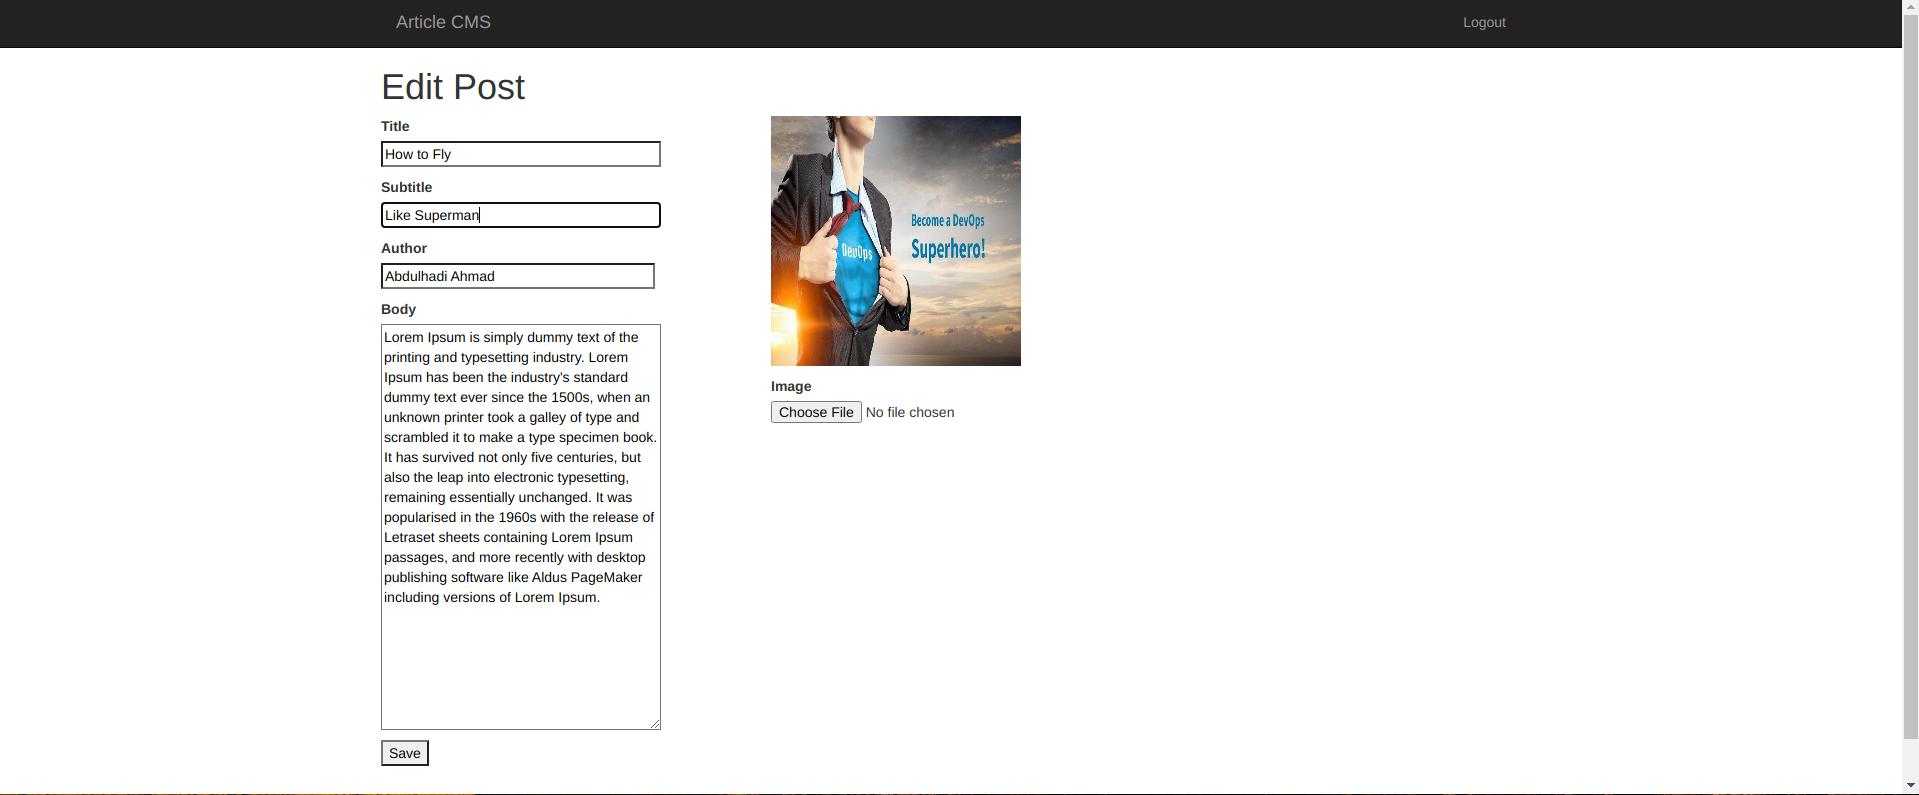 Article CMS
Logout
Edit Post
Title
How to Fly
Subtitle
Like Superman
Author
Abdulhadi Ahmad
Body
Lorem Ipsum is simply dummy text of the
printing and typesetting industry. Lorem
Ipsum has been the industry's standard
dummy text ever since the 1500s, when an
unknown printer took a galley of type and
scrambled it to make a type specimen book.
It has survived not only five centuries, but
also the leap into electronic typesetting,
remaining essentially unchanged. It was
popularised in the 1960s with the release of
Letraset sheets containing Lorem Ipsum
passages, and more recently with desktop
publishing software like Aldus PageMaker
including versions of Lorem Ipsum.
Save
DevOps
Become a DevOps
Superhero!
Image
Choose File No file chosen